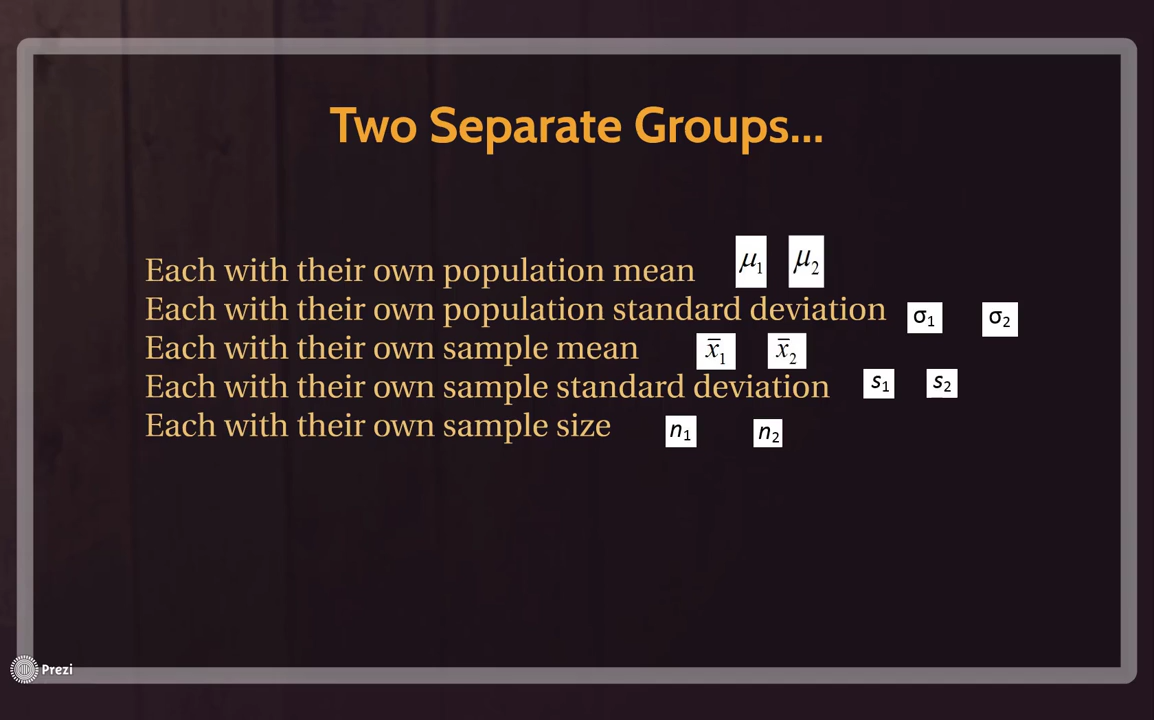 Two Separate Groups...
Each with their own population mean μ₁ μ₂
Each with their own population standard deviation σ₁ σ₂
Each with their own sample mean x̄₁ x̄₂
Each with their own sample standard deviation s₁ s₂
Each with their own sample size n₁ n₂
Prezi